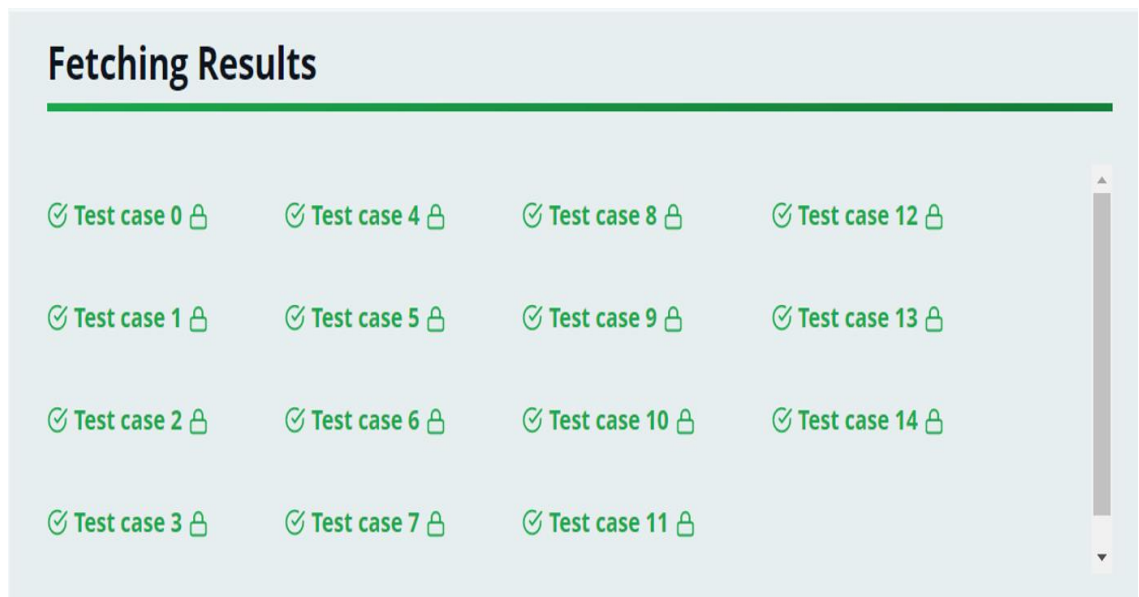 Fetching Results
Test case 0 Test case 4 Test case 8 Test case 12
Test case 1 Test case 5 Test case 9 Test case 13
Test case 2 Test case 6 Test case 10 Test case 14
Test case 3 Test case 7 Test case 11